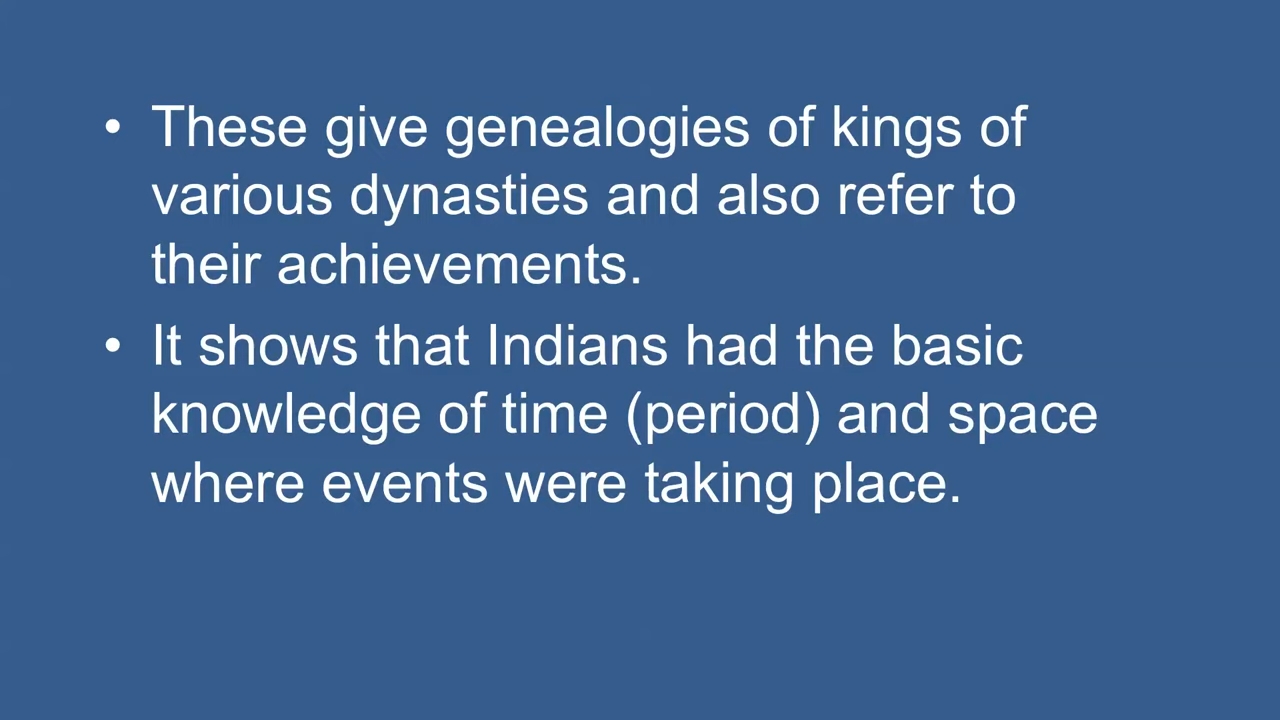 • These give genealogies of kings of
various dynasties and also refer to
their achievements.
• It shows that Indians had the basic
knowledge of time (period) and space
where events were taking place.